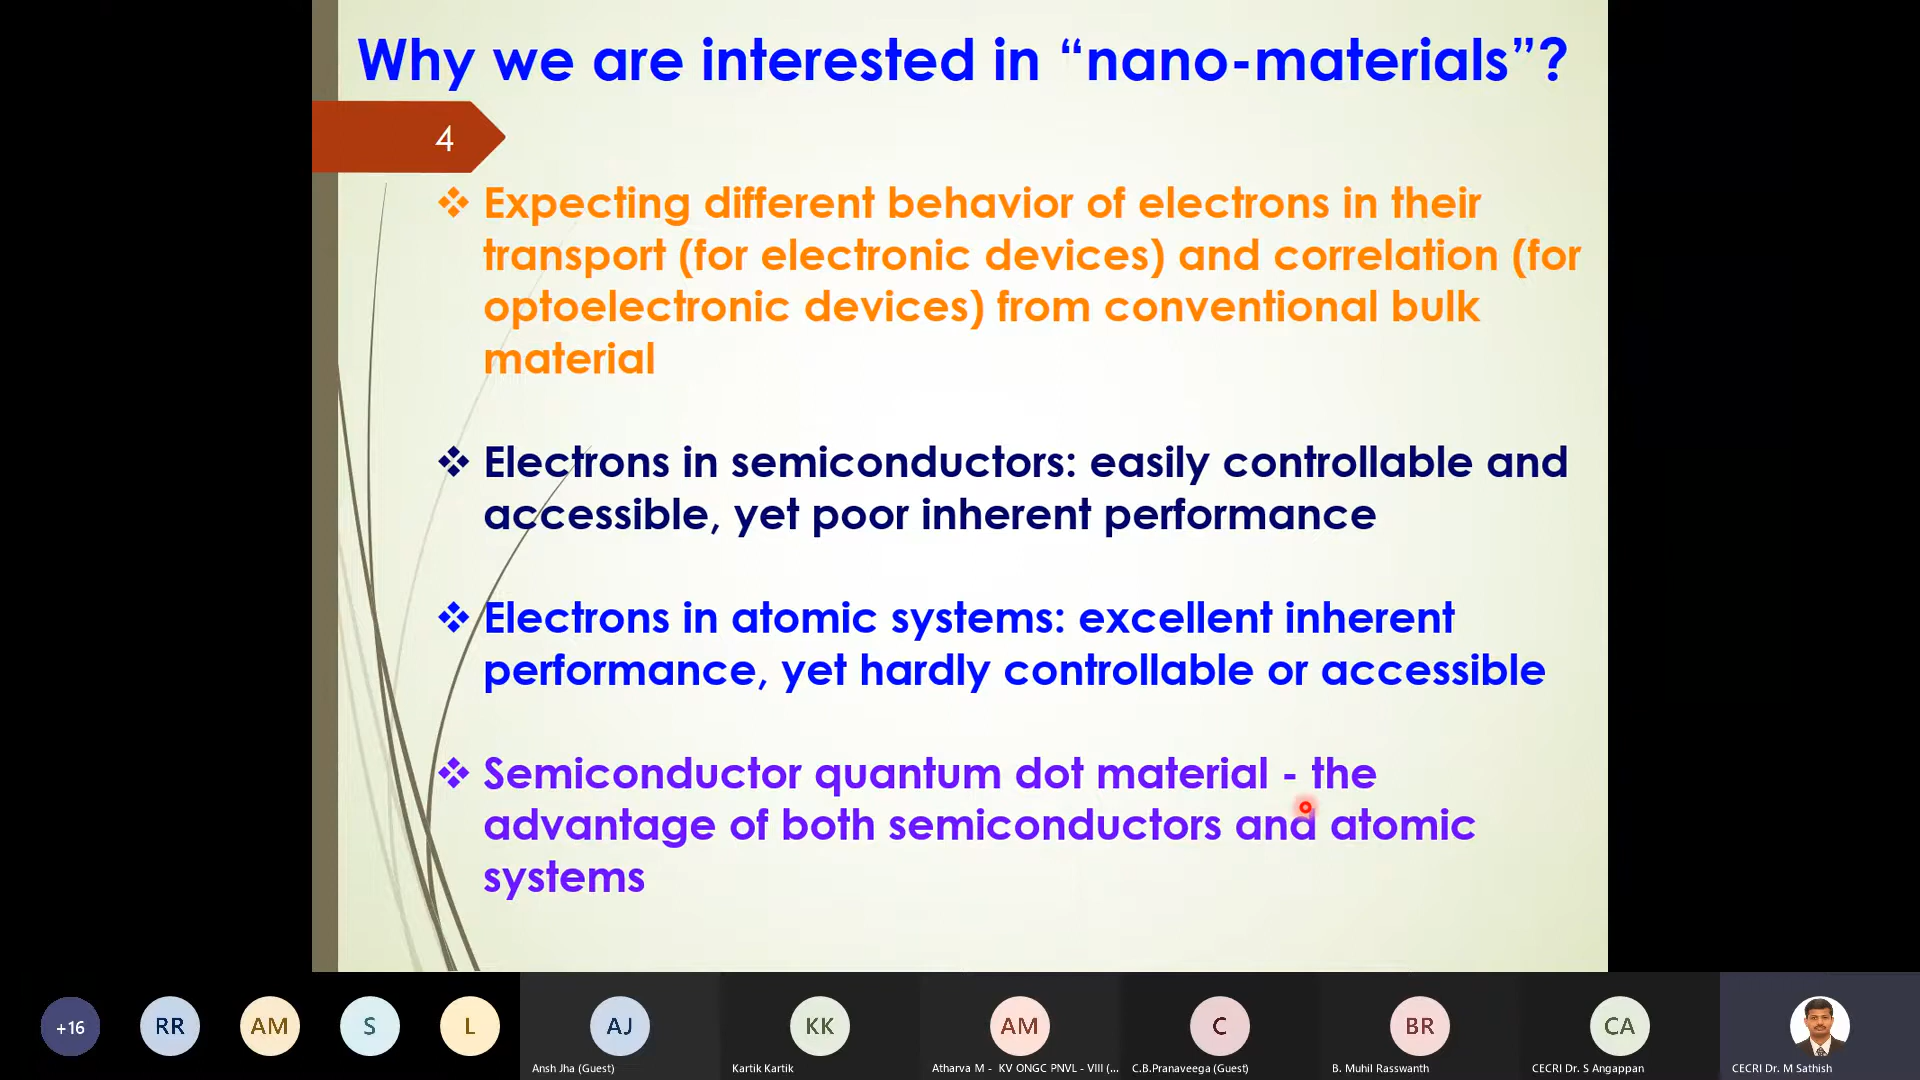 Why we are interested in “nano-materials”?
4
❖ Expecting different behavior of electrons in their
transport (for electronic devices) and correlation (for
optoelectronic devices) from conventional bulk
material
❖ Electrons in semiconductors: easily controllable and
accessible, yet poor inherent performance
❖ Electrons in atomic systems: excellent inherent
performance, yet hardly controllable or accessible
❖ Semiconductor quantum dot material - the
advantage of both semiconductors and atomic
systems
+16
RR
AM
S
L
AJ
KK
AM
C
BR
CA
Ansh Jha (Guest)
Kartik Kartik
Atharva M - KV ONGC PNVL - VIII (...
C.B.Pranaveega (Guest)
B. Muhil Rasswanth
CECRI Dr. S Angappan
CECRI Dr. M Sathish